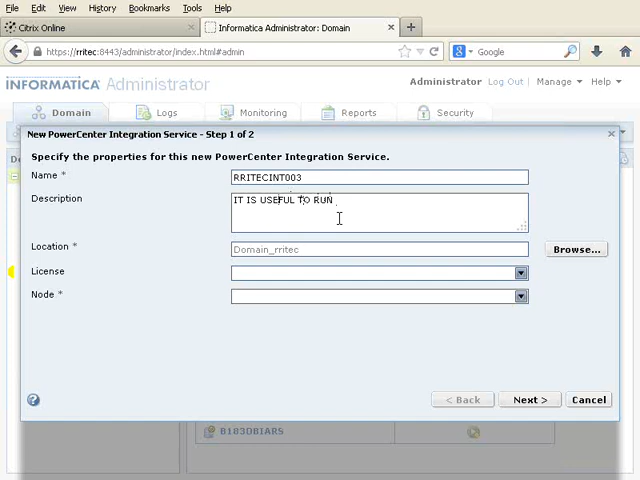 File Edit View History Bookmarks Tools Help
Citrix Online × Informatica Administrator: Domain × +
https://rritec:8443/administrator/index.html#admin Google
INFORMATICA Administrator Administrator Log Out Manage Help
Domain Logs Monitoring Reports Security
New PowerCenter Integration Service - Step 1 of 2 ×
Specify the properties for this new PowerCenter Integration Service.
Name * RRITECINT003
Description IT IS USEFUL TO RUN
Location * Domain_rritec Browse...
License
Node *
? < Back Next > Cancel
B183DBIARS